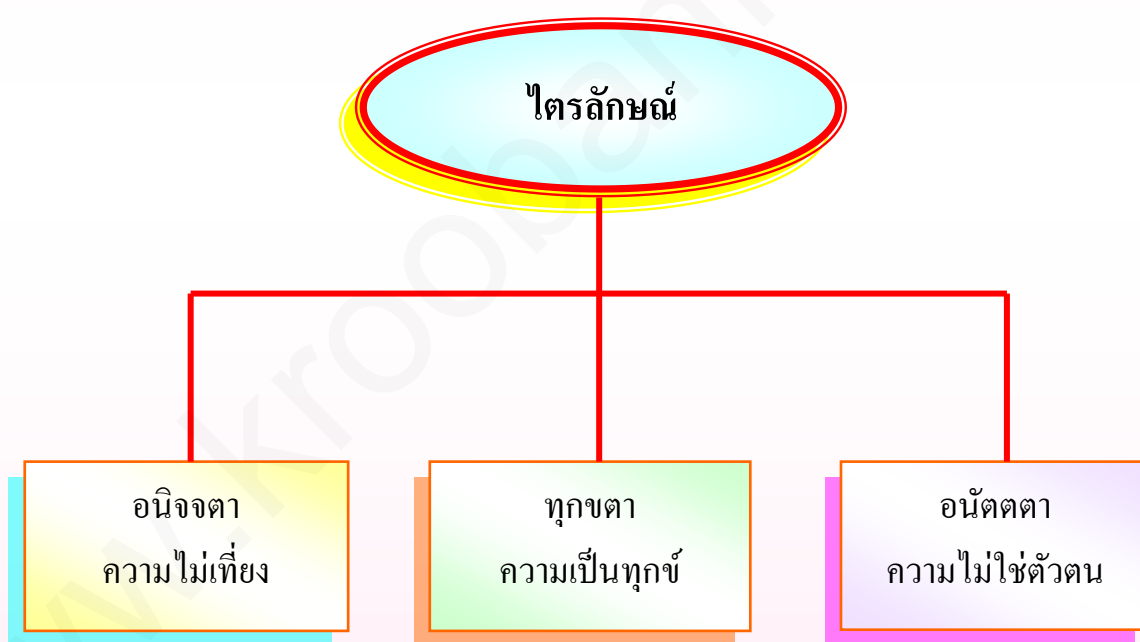 ไตรลักษณ์
อนิจจตา
ความไม่เที่ยง
ทุกขตา
ความเป็นทุกข์
อนัตตตา
ความไม่ใช่ตัวตน